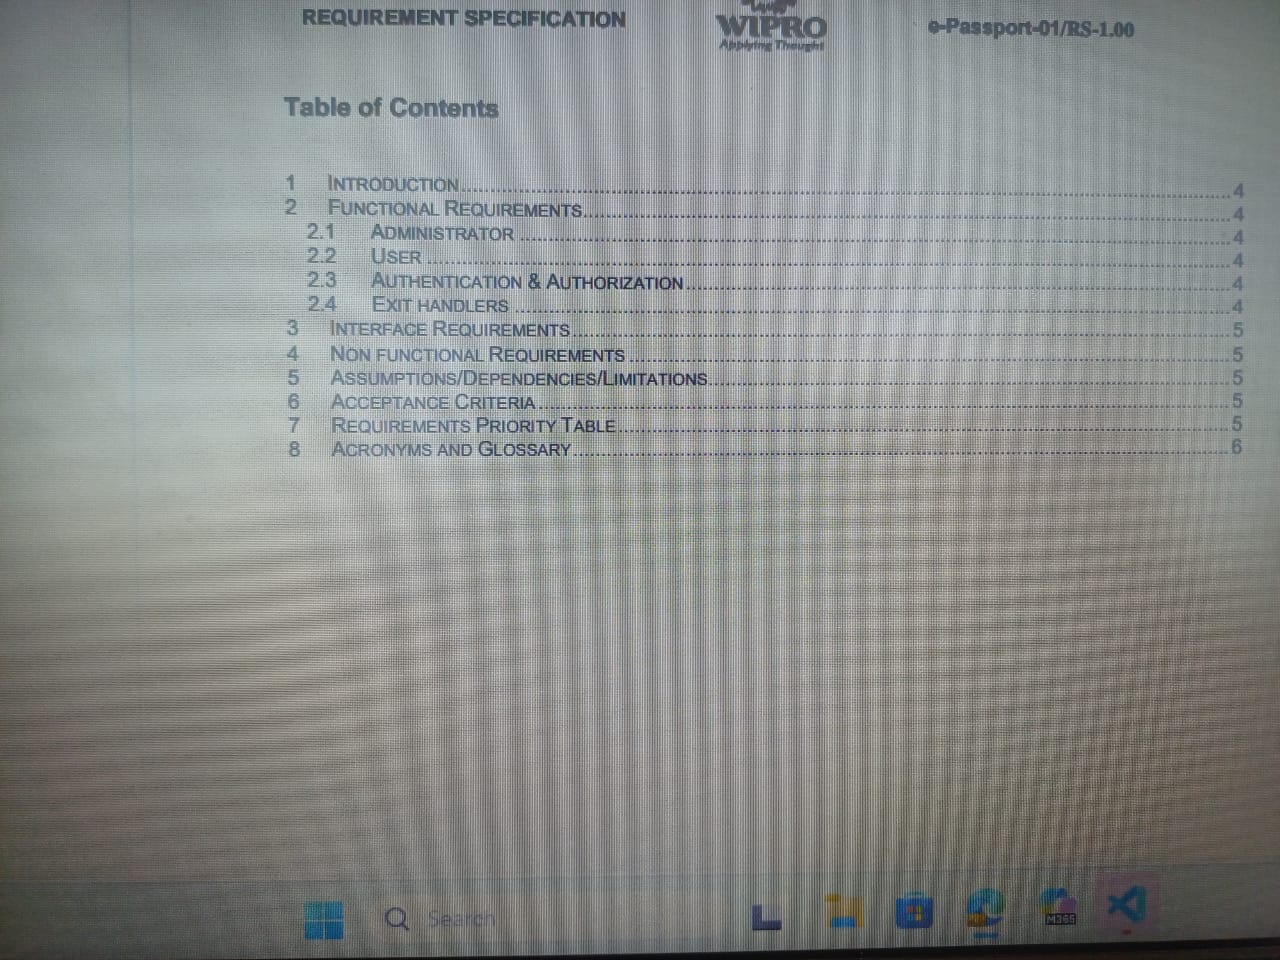 REQUIREMENT SPECIFICATION
WIPRO
Applying Thought
e-Passport-01/RS-1.00
Table of Contents
1 INTRODUCTION 4
2 FUNCTIONAL REQUIREMENTS 4
2.1 ADMINISTRATOR 4
2.2 USER 4
2.3 AUTHENTICATION & AUTHORIZATION 4
2.4 EXIT HANDLERS 4
3 INTERFACE REQUIREMENTS 5
4 NON FUNCTIONAL REQUIREMENTS 5
5 ASSUMPTIONS/DEPENDENCIES/LIMITATIONS 5
6 ACCEPTANCE CRITERIA 5
7 REQUIREMENTS PRIORITY TABLE 5
8 ACRONYMS AND GLOSSARY 6
Search
M365